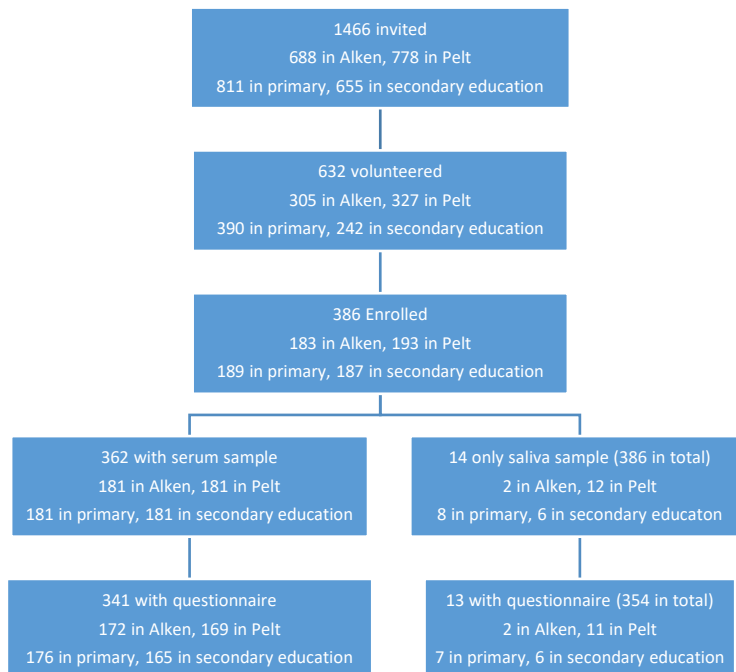 1466 invited
688 in Alken, 778 in Pelt
811 in primary, 655 in secondary education
632 volunteered
305 in Alken, 327 in Pelt
390 in primary, 242 in secondary education
386 Enrolled
183 in Alken, 193 in Pelt
189 in primary, 187 in secondary education
362 with serum sample
181 in Alken, 181 in Pelt
181 in primary, 181 in secondary education
14 only saliva sample (386 in total)
2 in Alken, 12 in Pelt
8 in primary, 6 in secondary educaton
341 with questionnaire
172 in Alken, 169 in Pelt
176 in primary, 165 in secondary education
13 with questionnaire (354 in total)
2 in Alken, 11 in Pelt
7 in primary, 6 in secondary education